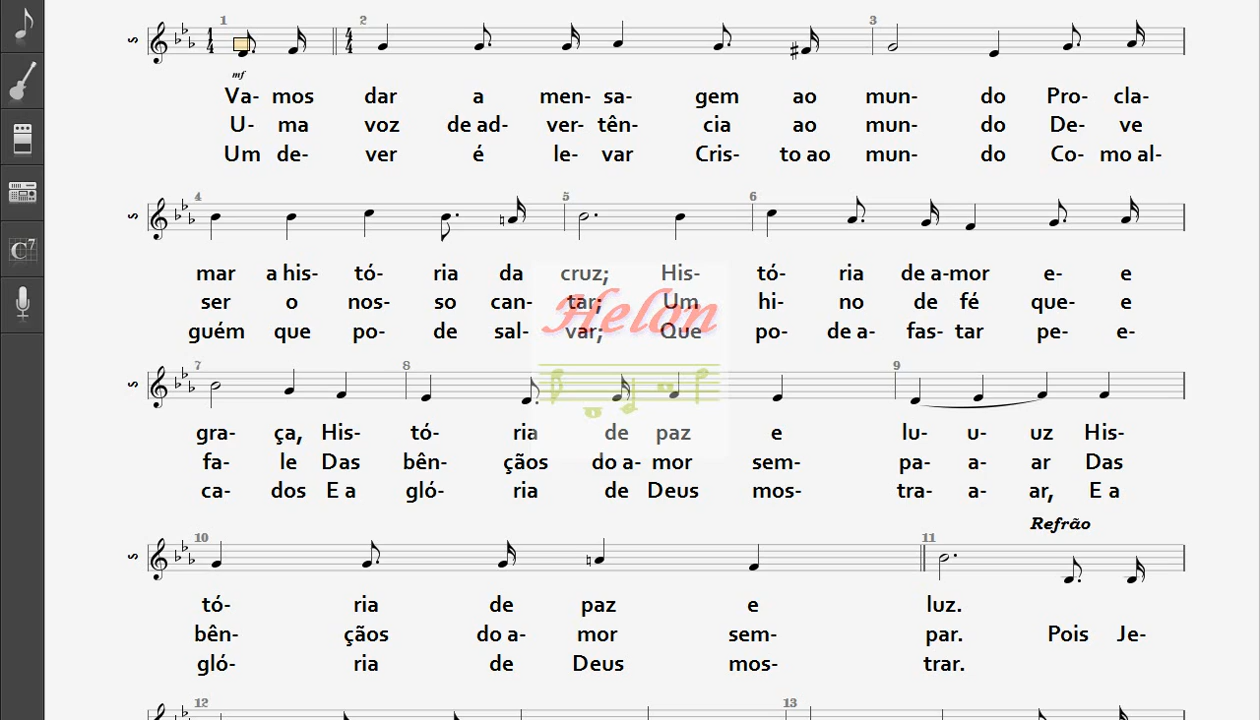 1 2 3
S
mf
Va- mos dar a men- sa- gem ao mun- do Pro- cla-
U- ma voz de ad- ver- tên- cia ao mun- do De- ve
Um de- ver é le- var Cris- to ao mun- do Co- mo al-
4 5 6
S
mar a his- tó- ria da cruz; His- tó- ria de a-mor e- e
ser o nos- so can- tar; Um hi- no de fé que- e
guém que po- de sal- var; Que po- de a- fas- tar pe- e-
Helon
7 8 9
S
gra- ça, His- tó- ria de paz e lu- u- uz His-
fa- le Das bên- çãos do a- mor sem- pa- a- ar Das
ca- dos E a gló- ria de Deus mos- tra- a- ar, E a
Refrão
10 11
S
tó- ria de paz e luz.
bên- çãos do a- mor sem- par. Pois Je-
gló- ria de Deus mos- trar.
12 13
C7